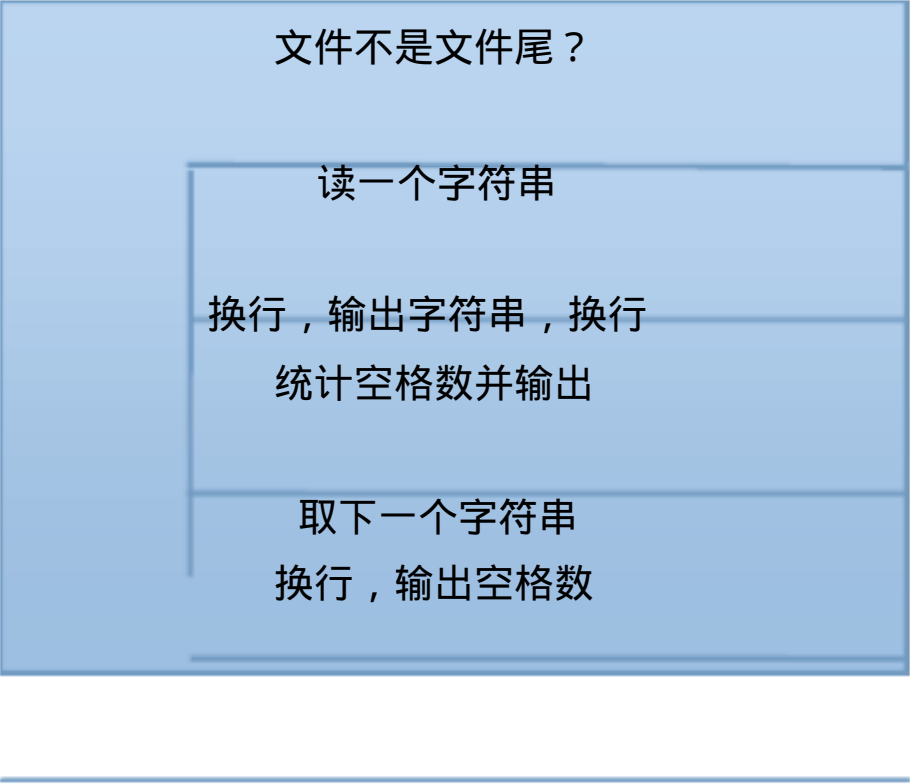 文件不是文件尾？
读一个字符串
换行，输出字符串，换行
统计空格数并输出
取下一个字符串
换行，输出空格数